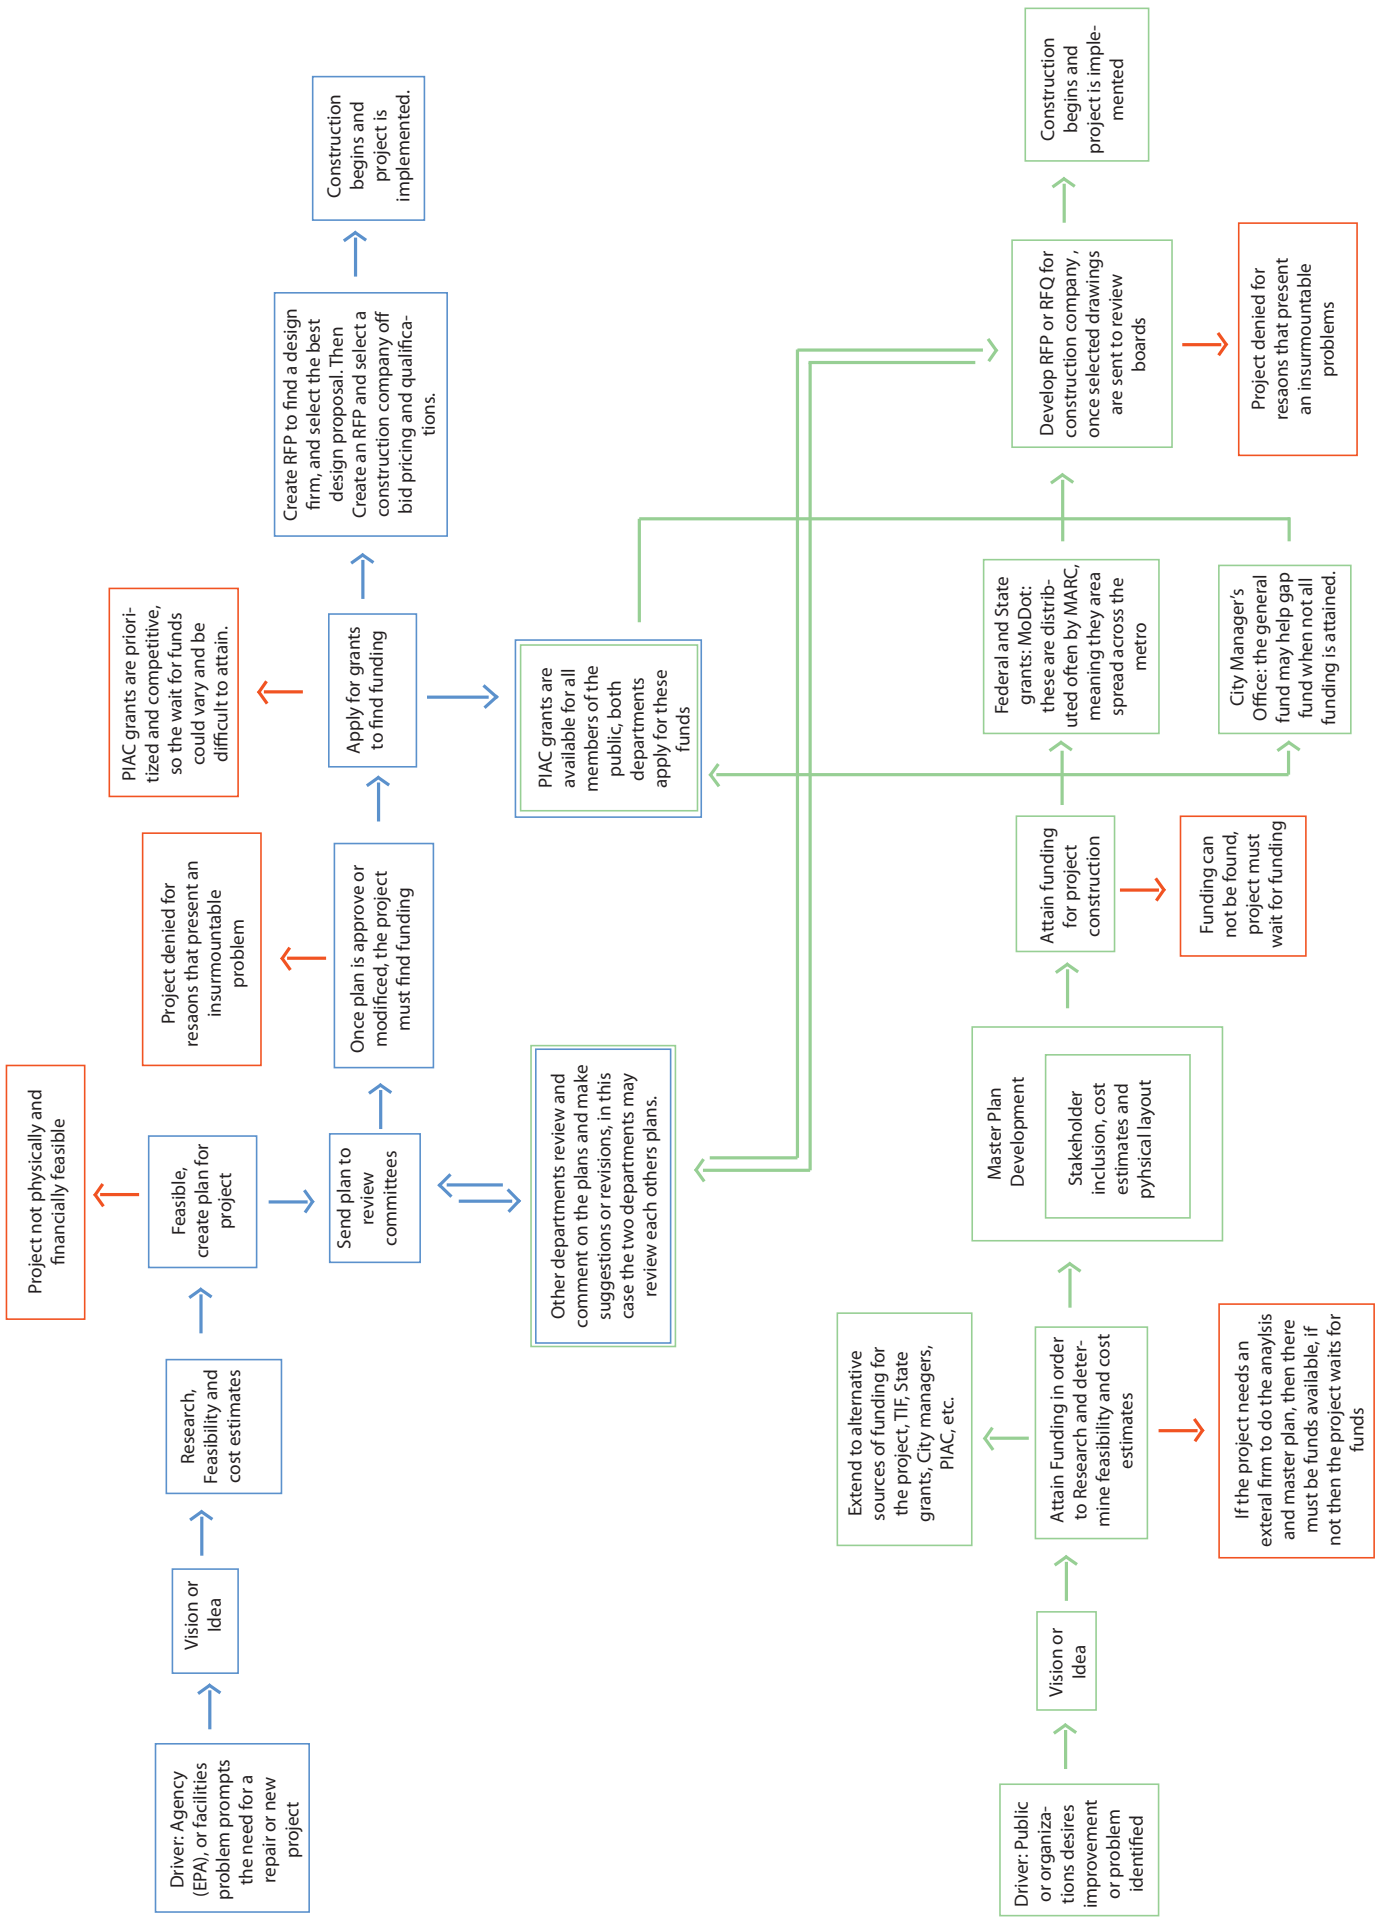 Driver: Agency
(EPA), or facilities
problem prompts
the need for a
repair or new
project
Vision or
Idea
Research,
Feasibility and
cost estimates
Project not physically and
financially feasible
Feasible,
create plan for
project
Send plan to
review
committees
Other departments review and
comment on the plans and make
suggestions or revisions, in this
case the two departments may
review each others plans.
Project denied for
resaons that present an
insurmountable
problem
Once plan is approve or
modificed, the project
must find funding
PIAC grants are priori-
tized and competitive,
so the wait for funds
could vary and be
difficult to attain.
Apply for grants
to find funding
PIAC grants are
available for all
members of the
public, both
departments
apply for these
funds
Create RFP to find a design
firm, and select the best
design proposal. Then
Create an RFP and select a
construction company off
bid pricing and qualifica-
tions.
Construction
begins and
project is
implemented.
Driver: Public
or organiza-
tions desires
improvement
or problem
identified
Vision or
Idea
Extend to alternative
sources of funding for
the project, TIF, State
grants, City managers,
PIAC, etc.
Attain Funding in order
to Research and deter-
mine feasibility and cost
estimates
If the project needs an
exteral firm to do the anaylsis
and master plan, then there
must be funds available, if
not then the project waits for
funds
Master Plan
Development
Stakeholder
inclusion, cost
estimates and
pyhsical layout
Attain funding
for project
construction
Funding can
not be found,
project must
wait for funding
Federal and State
grants: MoDot:
these are distrib-
uted often by MARC,
meaning they area
spread across the
metro
City Manager's
Office: the general
fund may help gap
fund when not all
funding is attained.
Develop RFP or RFQ for
construction company ,
once selected drawings
are sent to review
boards
Project denied for
resaons that present
an insurmountable
problems
Construction
begins and
project is imple-
mented